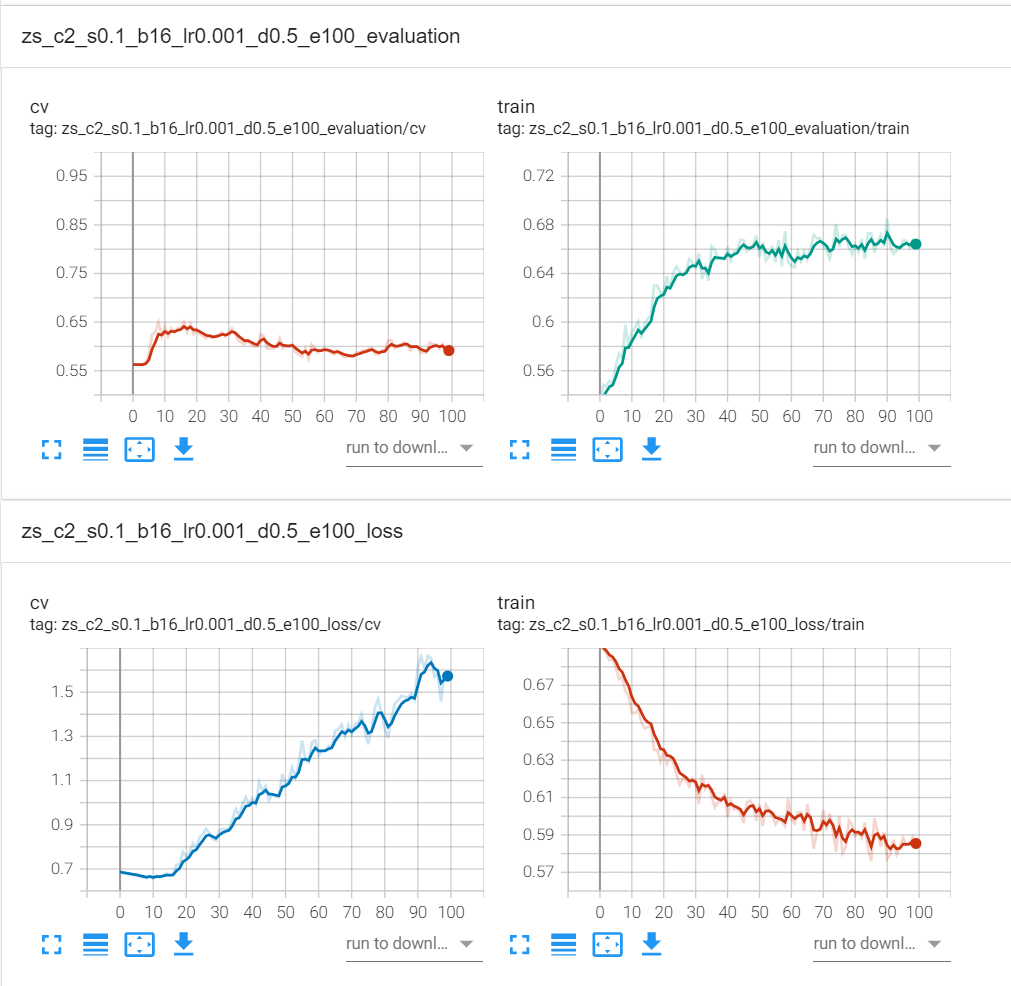 zs_c2_s0.1_b16_lr0.001_d0.5_e100_evaluation
cv
tag: zs_c2_s0.1_b16_lr0.001_d0.5_e100_evaluation/cv
0.95
0.85
0.75
0.65
0.55
0 10 20 30 40 50 60 70 80 90 100
run to downl...
train
tag: zs_c2_s0.1_b16_lr0.001_d0.5_e100_evaluation/train
0.72
0.68
0.64
0.6
0.56
0 10 20 30 40 50 60 70 80 90 100
run to downl...
zs_c2_s0.1_b16_lr0.001_d0.5_e100_loss
cv
tag: zs_c2_s0.1_b16_lr0.001_d0.5_e100_loss/cv
1.5
1.3
1.1
0.9
0.7
0 10 20 30 40 50 60 70 80 90 100
run to downl...
train
tag: zs_c2_s0.1_b16_lr0.001_d0.5_e100_loss/train
0.67
0.65
0.63
0.61
0.59
0.57
0 10 20 30 40 50 60 70 80 90 100
run to downl...